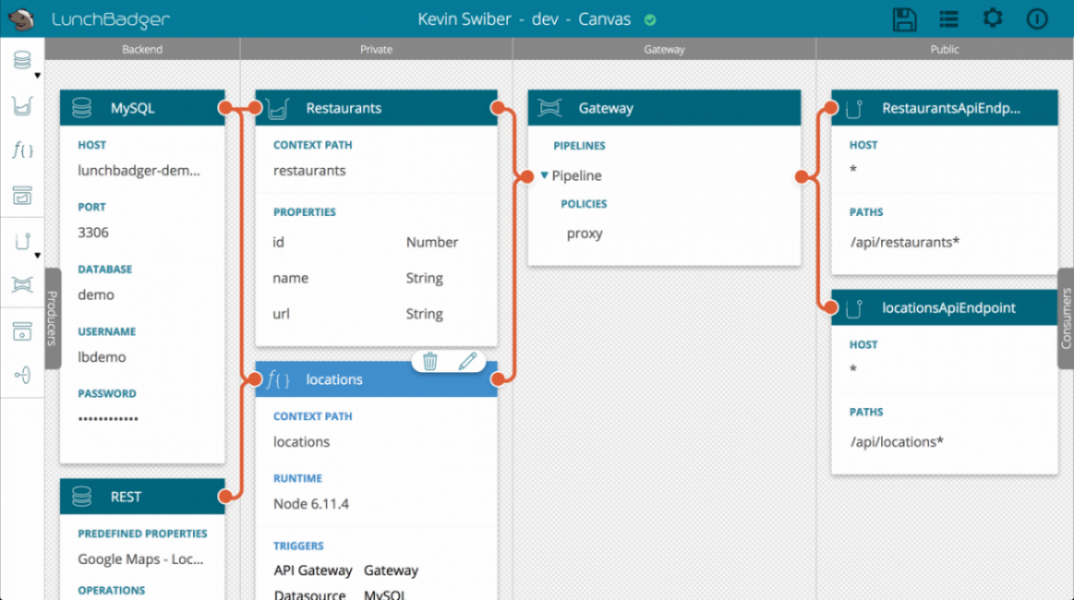 LunchBadger
Kevin Swiber - dev - Canvas
Backend
Private
Gateway
Public
MySQL
HOST
lunchbadger-dem...
PORT
3306
DATABASE
demo
USERNAME
lbdemo
PASSWORD
••••••••••••
REST
PREDEFINED PROPERTIES
Google Maps - Loc...
OPERATIONS
Producers
Restaurants
CONTEXT PATH
restaurants
PROPERTIES
id Number
name String
url String
f{} locations
CONTEXT PATH
locations
RUNTIME
Node 6.11.4
TRIGGERS
API Gateway Gateway
Datasource MySQL
Gateway
PIPELINES
Pipeline
POLICIES
proxy
RestaurantsApiEndp...
HOST
*
PATHS
/api/restaurants*
locationsApiEndpoint
HOST
*
PATHS
/api/locations*
Consumers
f{}